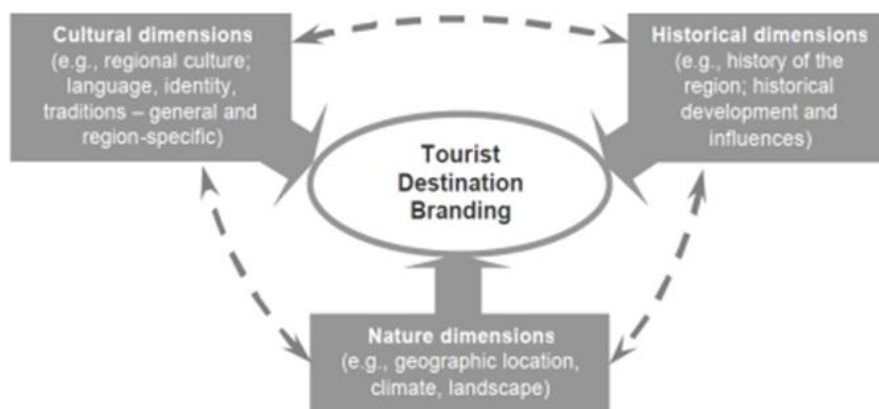 Cultural dimensions
(e.g., regional culture;
language, identity,
traditions – general and
region-specific)
Historical dimensions
(e.g., history of the
region; historical
development and
influences)
Tourist
Destination
Branding
Nature dimensions
(e.g., geographic location,
climate, landscape)